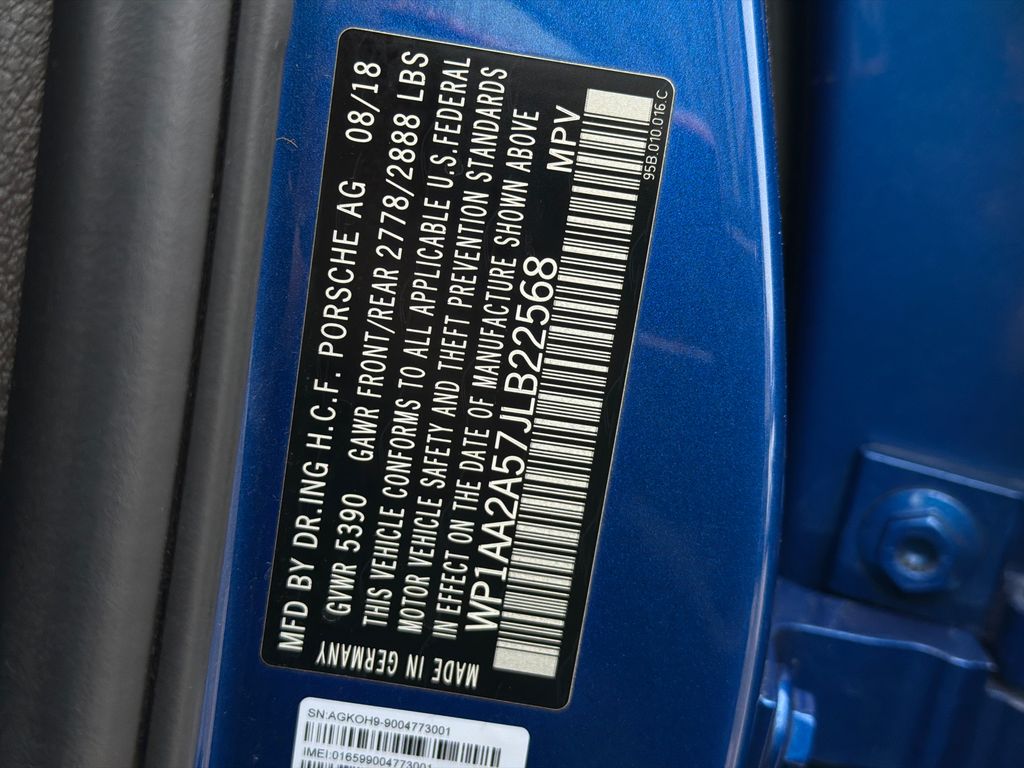 MFD BY DR.ING H.C.F. PORSCHE AG 08/18
GVWR 5390 GAWR FRONT/REAR 2778/2888 LBS
THIS VEHICLE CONFORMS TO ALL APPLICABLE U.S.FEDERAL
MOTOR VEHICLE SAFETY AND THEFT PREVENTION STANDARDS
IN EFFECT ON THE DATE OF MANUFACTURE SHOWN ABOVE
WP1AA2A57JLB22568 MPV
MADE IN GERMANY
95B.010.016.C
SN:AGKOH9-9004773001
IMEI:016599004773001